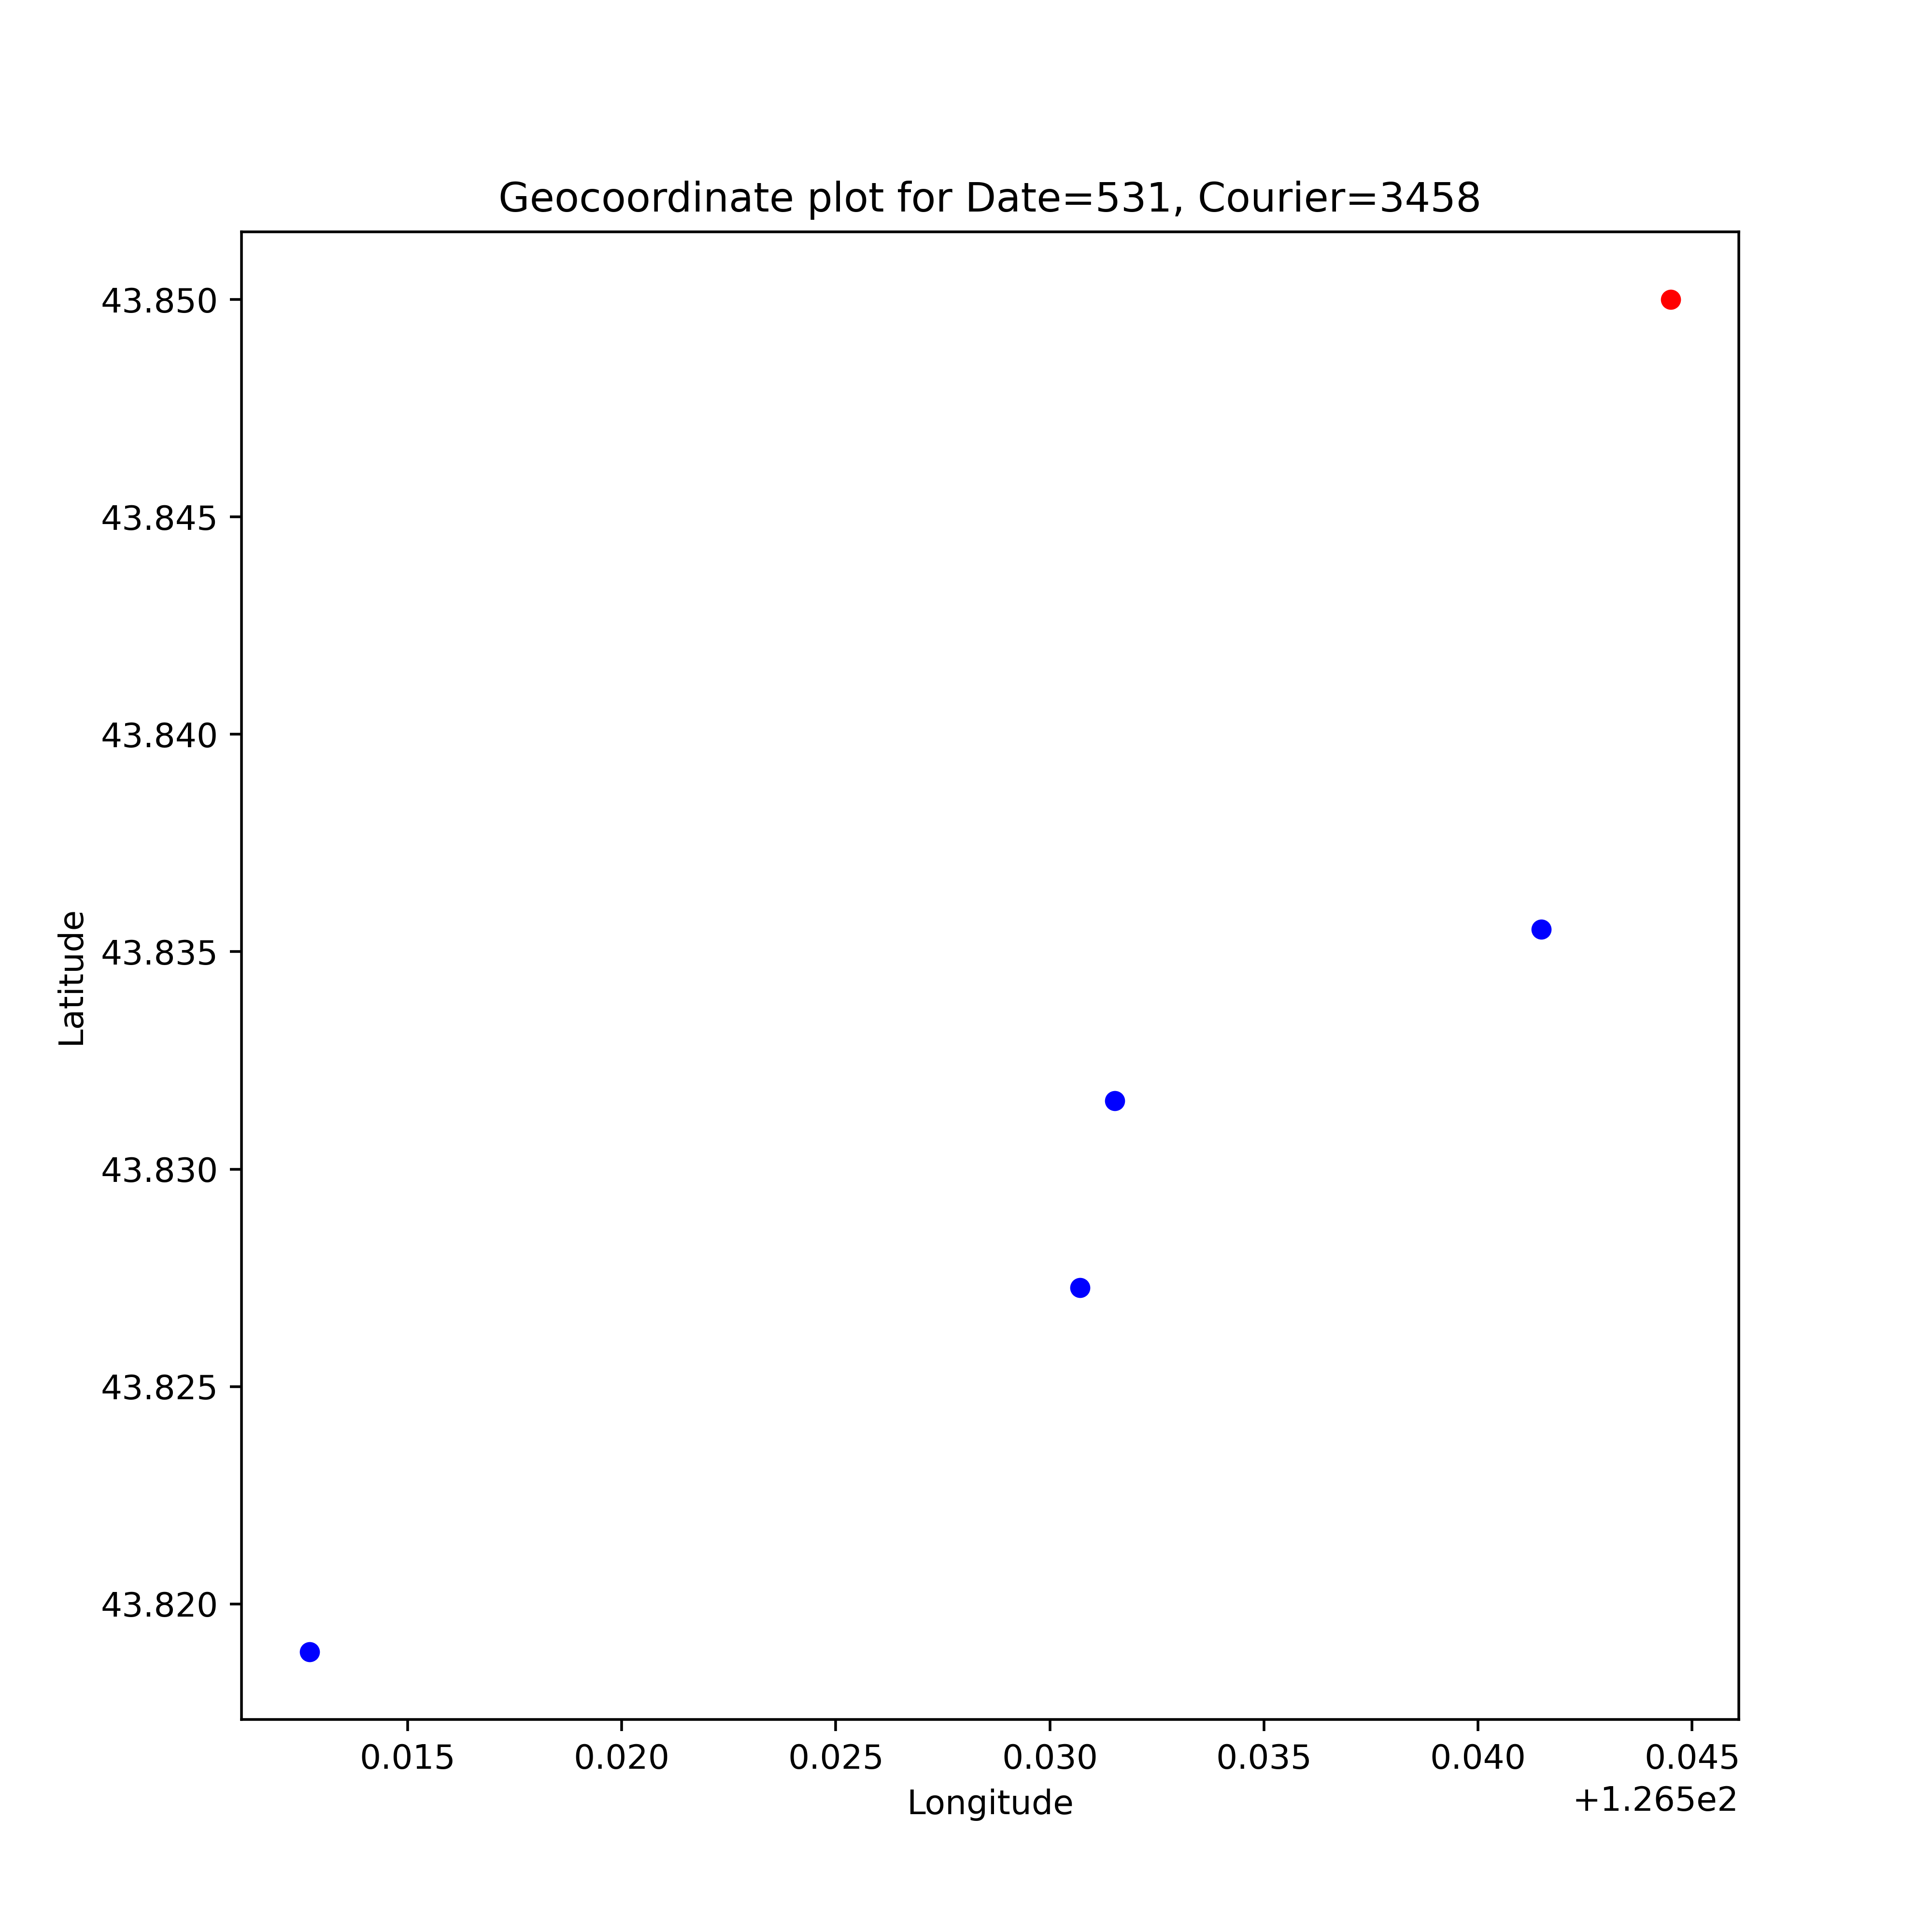 Geocoordinate plot for Date=531, Courier=3458
43.850
43.845
43.840
43.835
43.830
43.825
43.820
Latitude
0.015 0.020 0.025 0.030 0.035 0.040 0.045
Longitude
+1.265e2